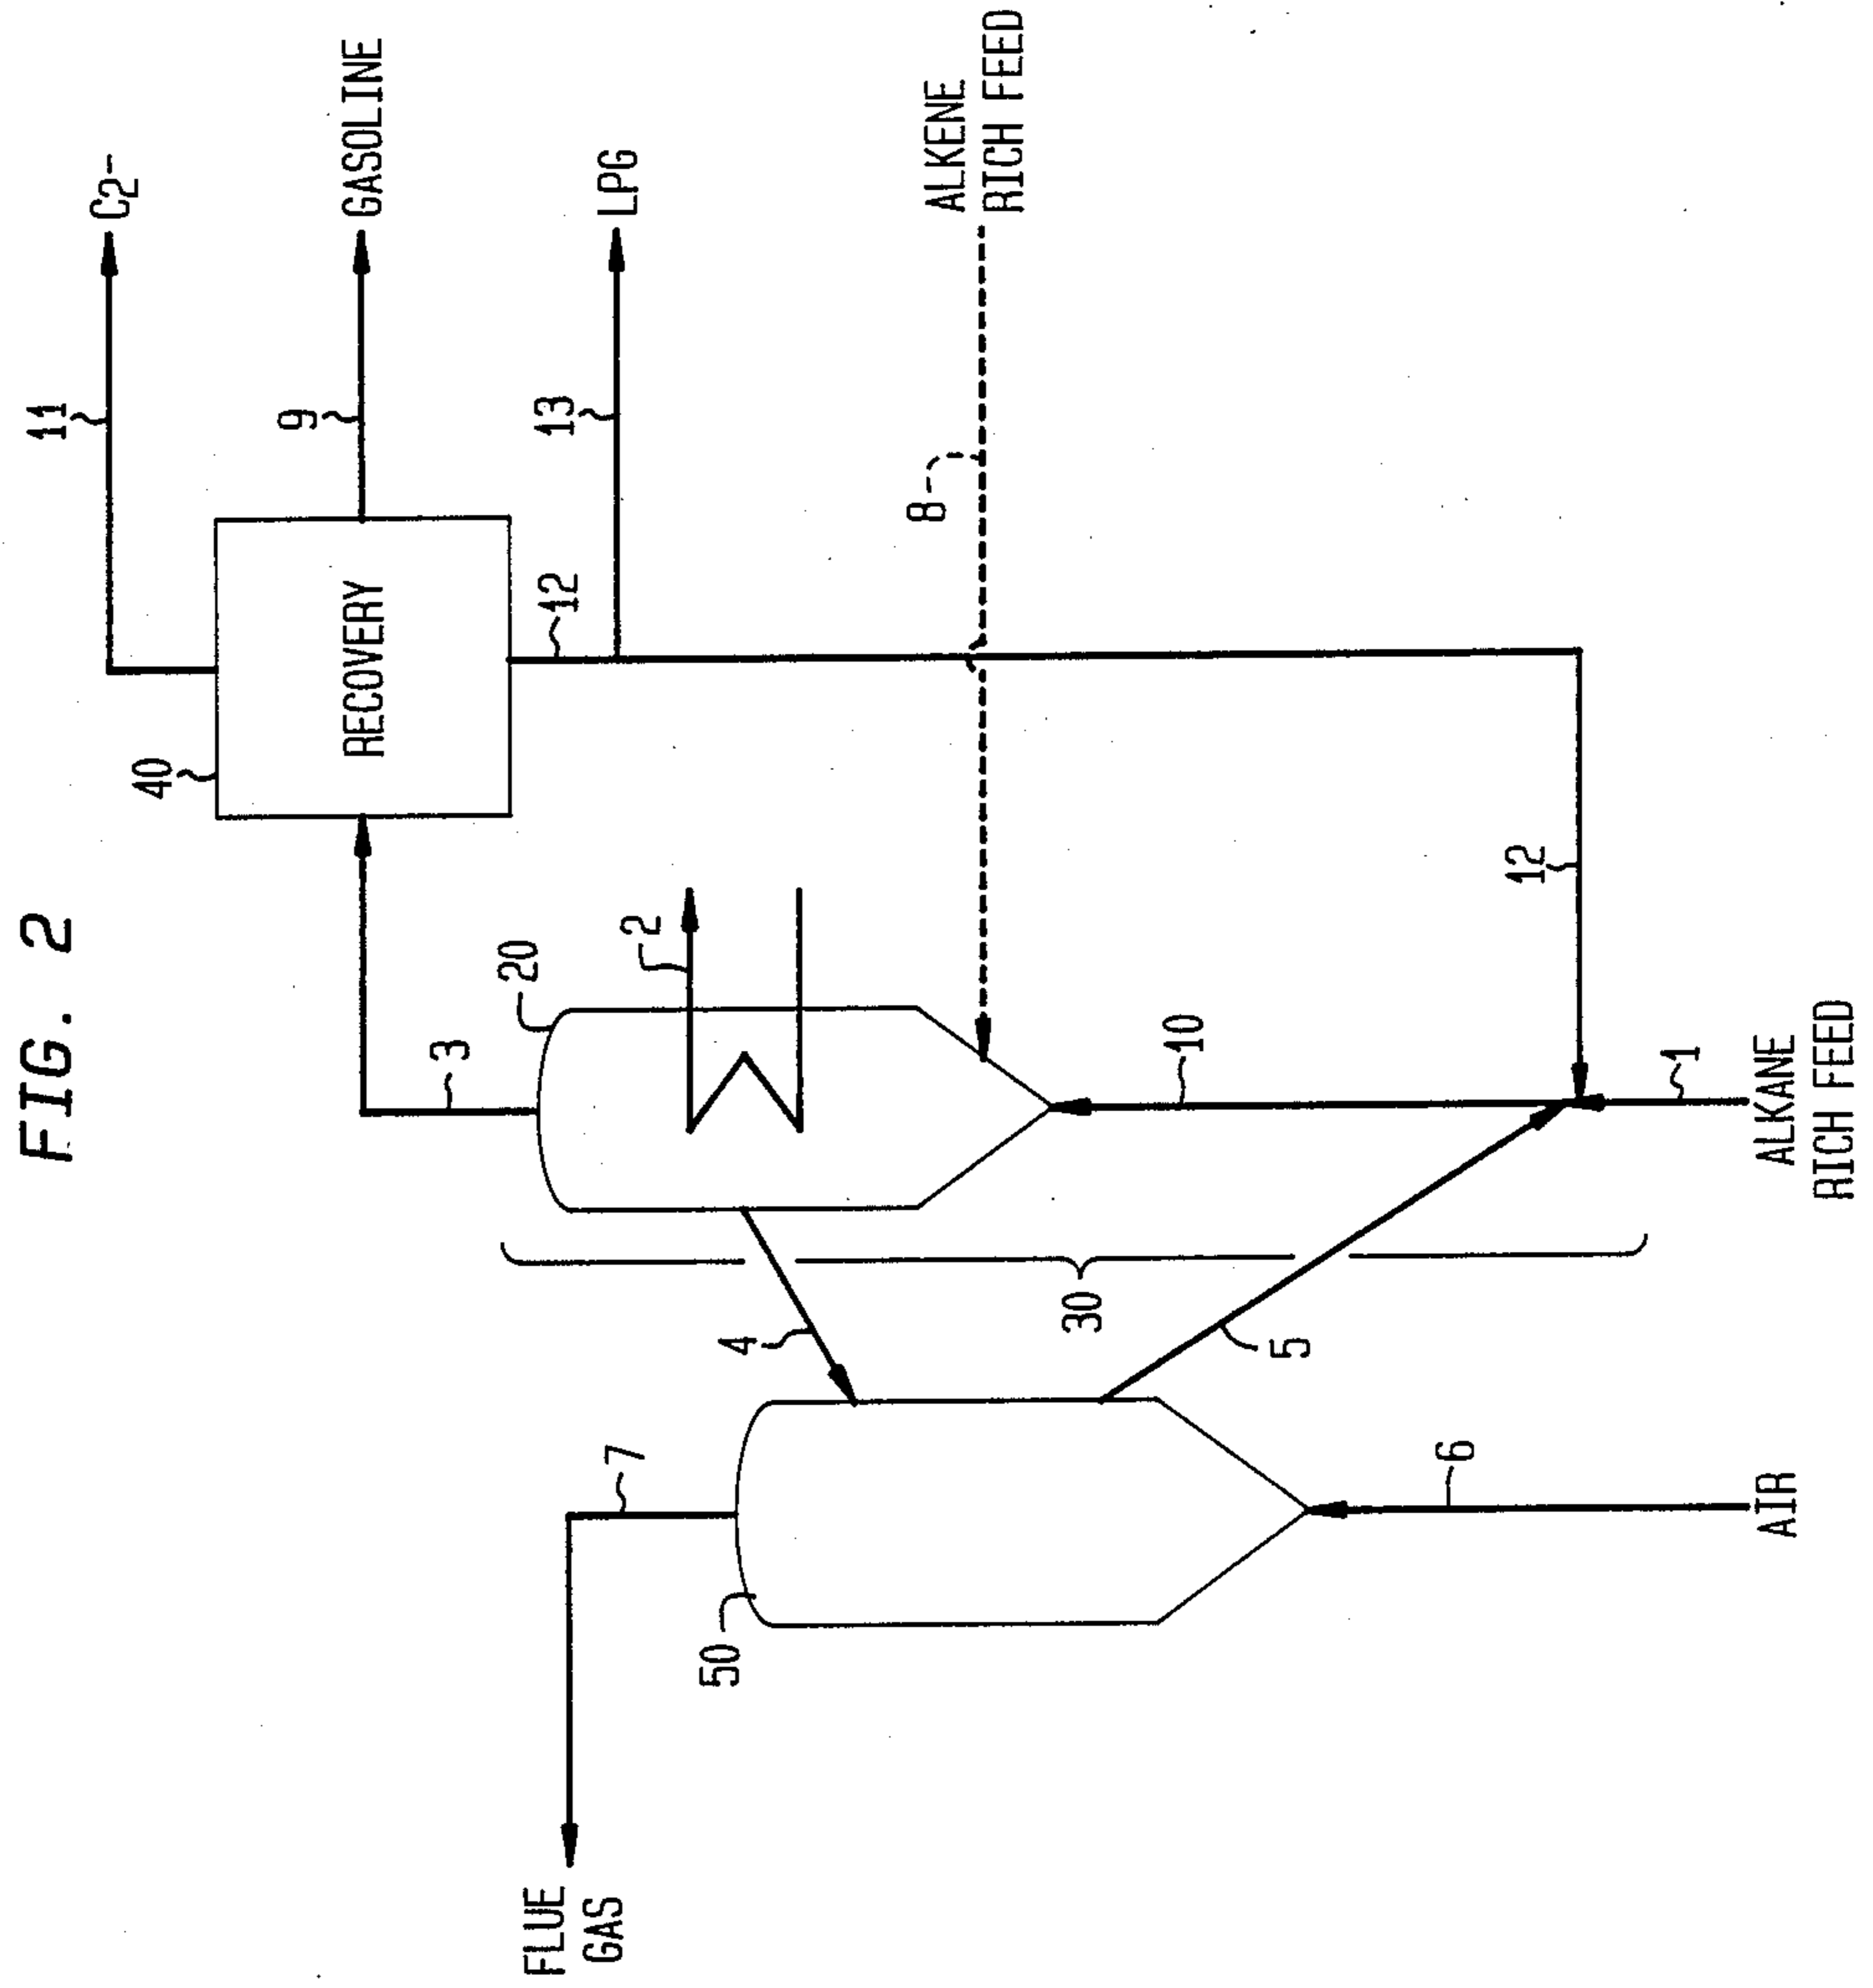 FIG. 2
11
C2-
40
RECOVERY
9
GASOLINE
3
20
12
13
LPG
2
8
ALKENE
RICH FEED
7
FLUE
GAS
50
4
30
10
5
12
6
AIR
1
ALKANE
RICH FEED